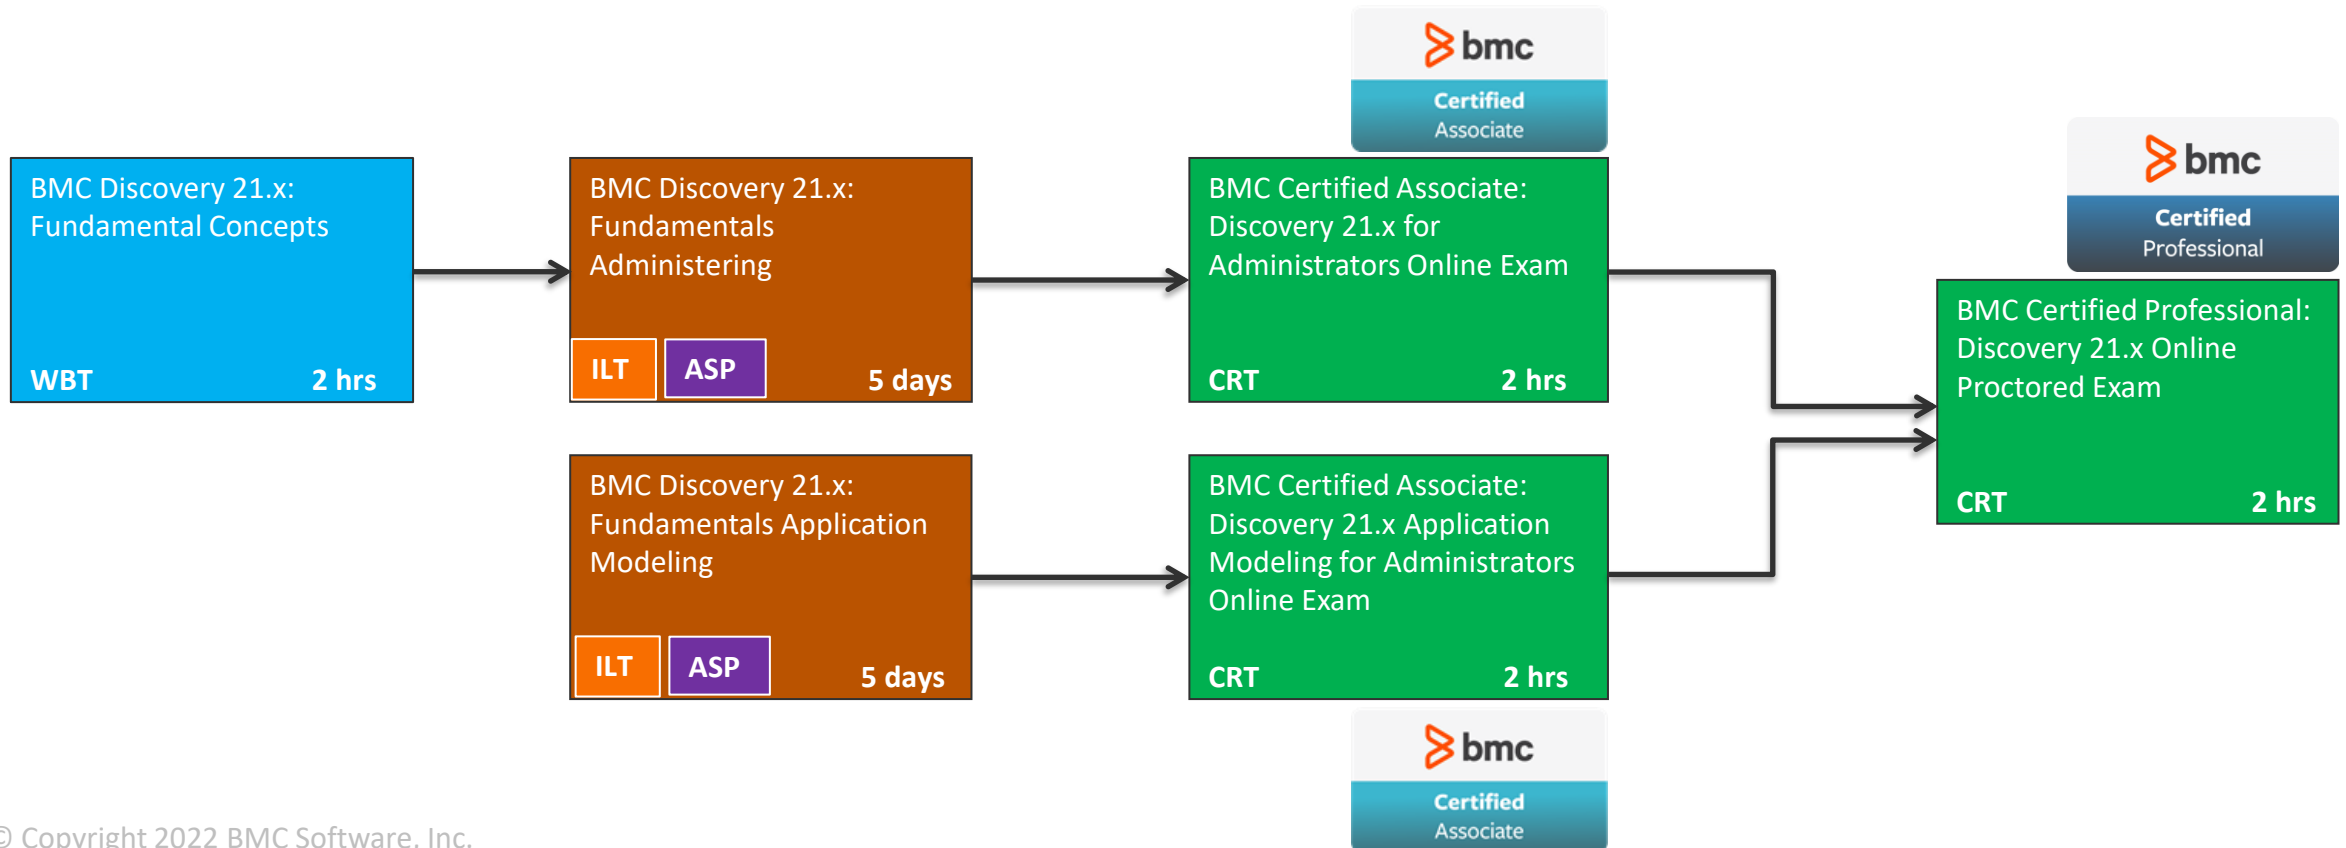 bmc
Certified
Associate
bmc
Certified
Professional
BMC Discovery 21.x:
Fundamental Concepts
WBT 2 hrs
BMC Discovery 21.x:
Fundamentals
Administering
ILT ASP 5 days
BMC Certified Associate:
Discovery 21.x for
Administrators Online Exam
CRT 2 hrs
BMC Certified Professional:
Discovery 21.x Online
Proctored Exam
CRT 2 hrs
BMC Discovery 21.x:
Fundamentals Application
Modeling
ILT ASP 5 days
BMC Certified Associate:
Discovery 21.x Application
Modeling for Administrators
Online Exam
CRT 2 hrs
bmc
Certified
Associate
© Copyright 2022 BMC Software, Inc.